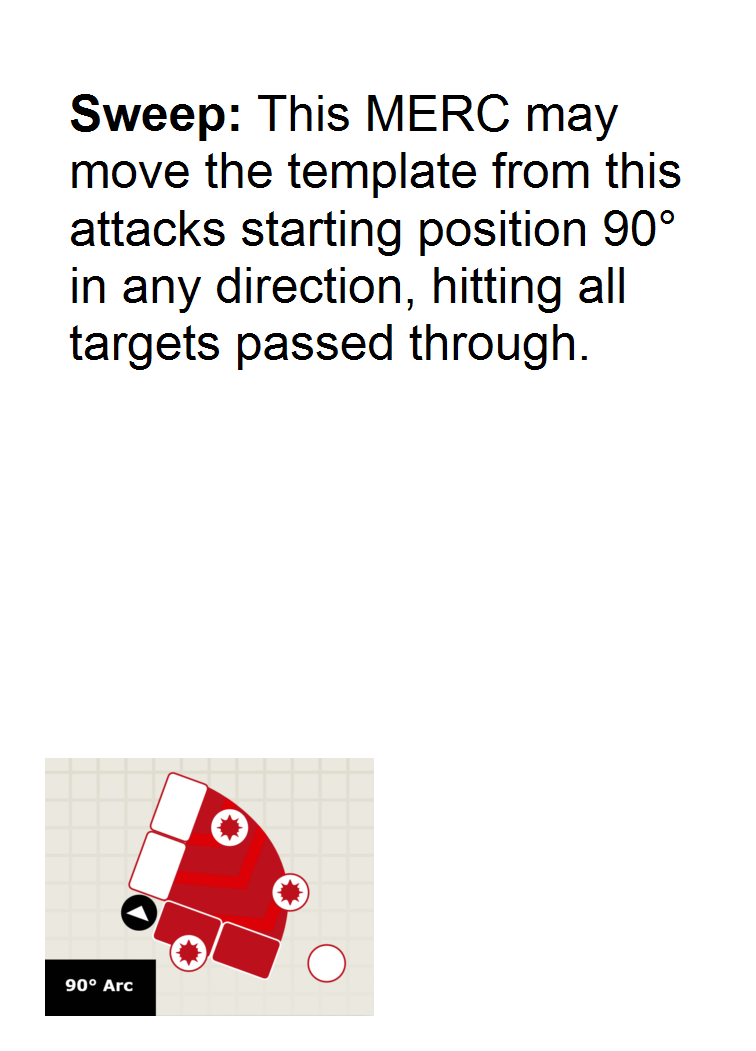 Sweep: This MERC may
move the template from this
attacks starting position 90°
in any direction, hitting all
targets passed through.
90° Arc